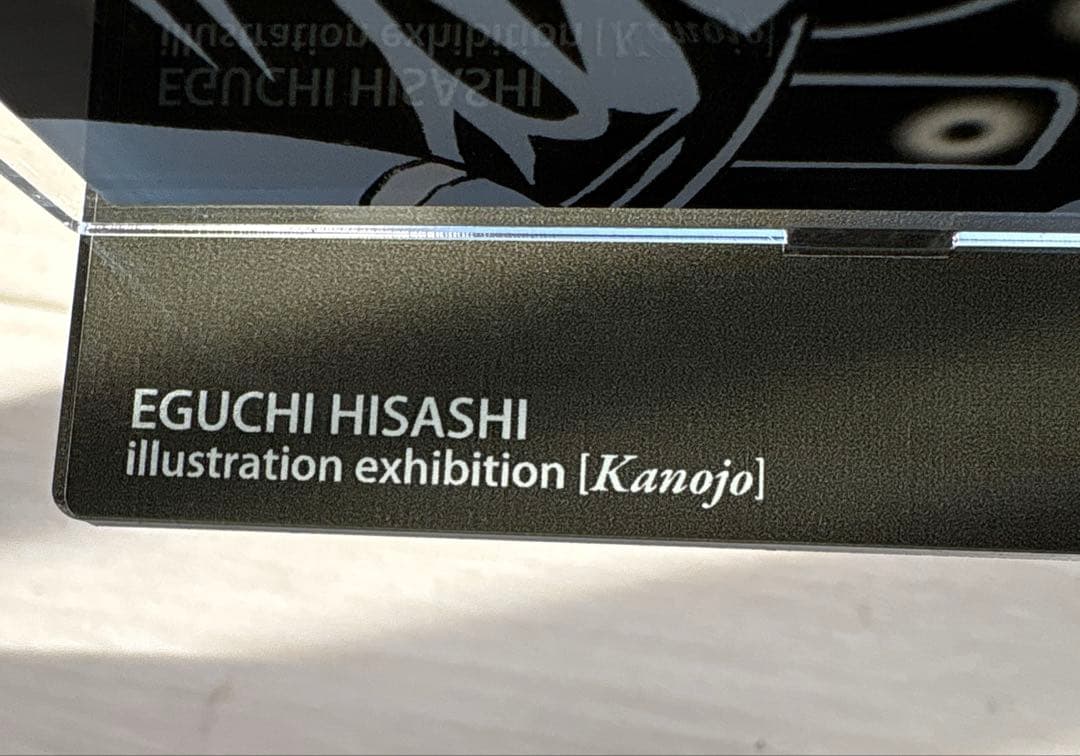 EGUCHI HISASHI
illustration exhibition [Kanojo]